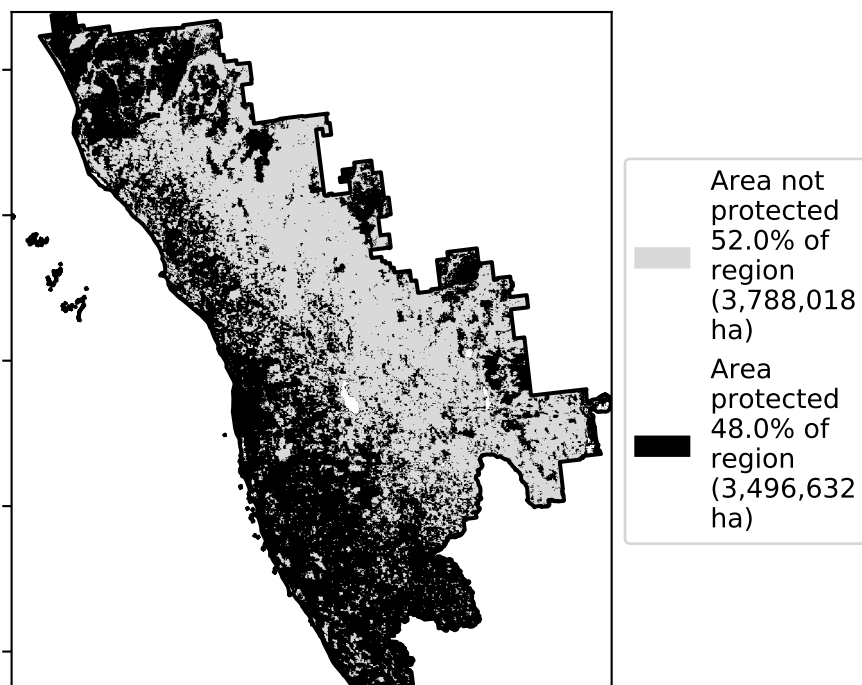 Area not
protected
52.0% of
region
(3,788,018
ha)
Area
protected
48.0% of
region
(3,496,632
ha)